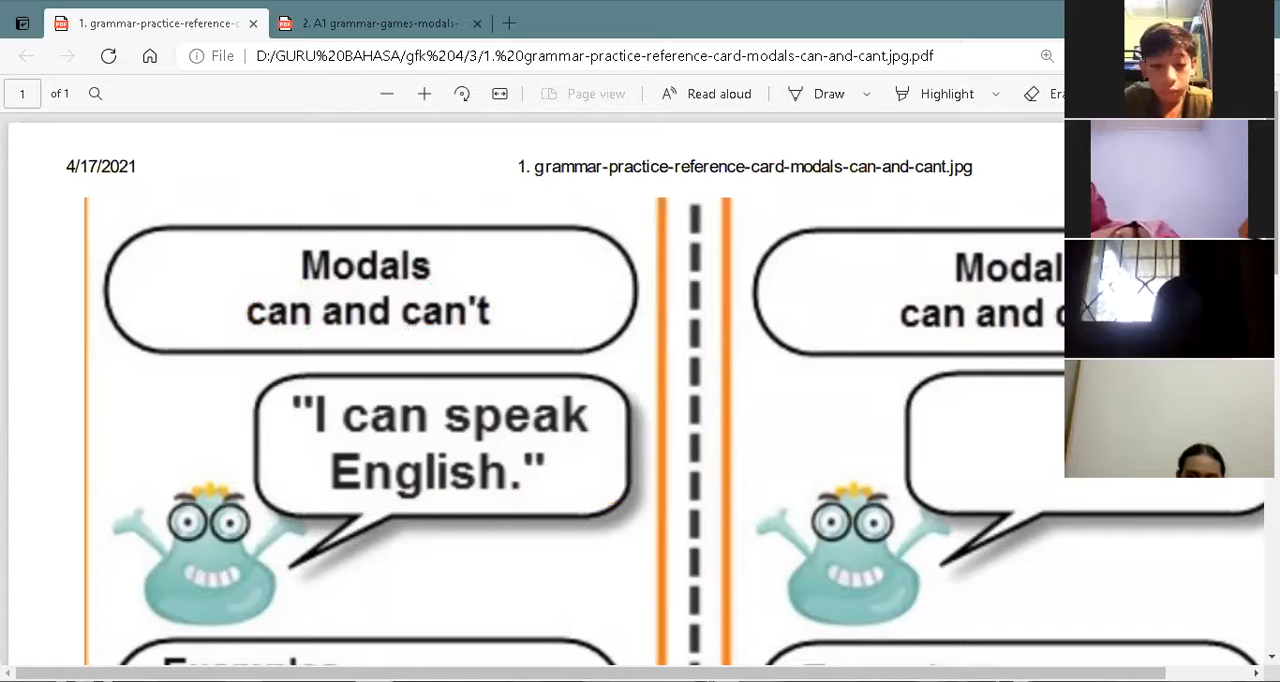 1. grammar-practice-reference-c
2. A1 grammar-games-modals-
File
D:/GURU%20BAHASA/gfk%204/31/1.%20grammar-practice-reference-card-modals-can-and-cant.jpg.pdf
1
of 1
Page view
Read aloud
Draw
Highlight
Era
4/17/2021
1. grammar-practice-reference-card-modals-can-and-cant.jpg
Modals
can and can't
"I can speak
English."
Modal
can and c